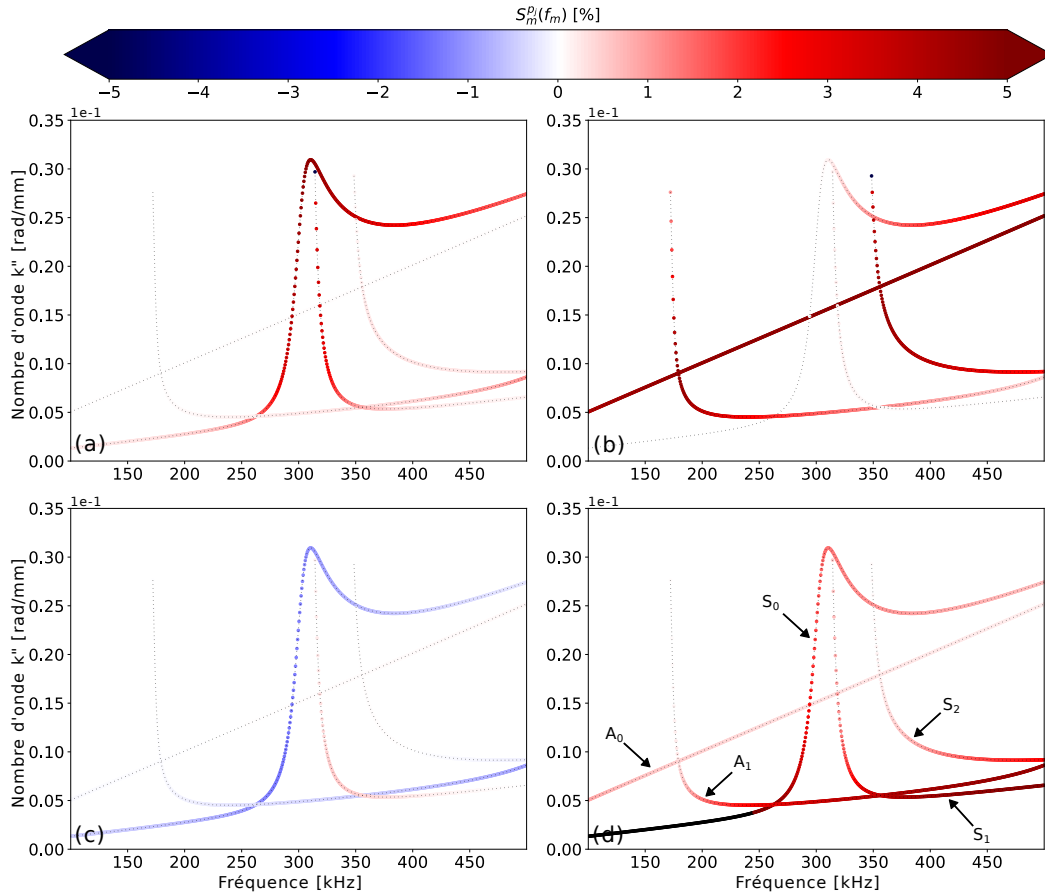 S_m^{p_j}(f_m) [%]
−5 −4 −3 −2 −1 0 1 2 3 4 5
1e-1
0.35
0.30
0.25
0.20
0.15
0.10
0.05
0.00
Nombre d'onde k" [rad/mm]
(a)
150 200 250 300 350 400 450
1e-1
0.35
0.30
0.25
0.20
0.15
0.10
0.05
0.00
(b)
150 200 250 300 350 400 450
1e-1
0.35
0.30
0.25
0.20
0.15
0.10
0.05
0.00
Nombre d'onde k" [rad/mm]
(c)
150 200 250 300 350 400 450
Fréquence [kHz]
1e-1
0.35
0.30
0.25
0.20
0.15
0.10
0.05
0.00
S₀
A₀
A₁
S₂
S₁
(d)
150 200 250 300 350 400 450
Fréquence [kHz]